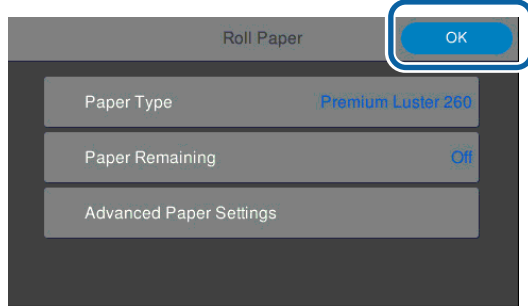 Roll Paper
OK
Paper Type Premium Luster 260
Paper Remaining Off
Advanced Paper Settings